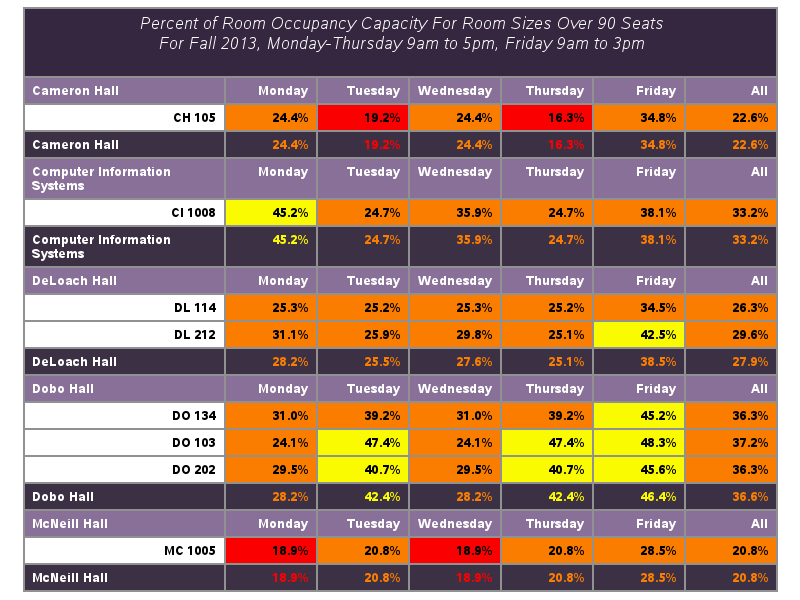 Percent of Room Occupancy Capacity For Room Sizes Over 90 Seats
For Fall 2013, Monday-Thursday 9am to 5pm, Friday 9am to 3pm
Cameron Hall Monday Tuesday Wednesday Thursday Friday All
CH 105 24.4% 19.2% 24.4% 16.3% 34.8% 22.6%
Cameron Hall 24.4% 19.2% 24.4% 16.3% 34.8% 22.6%
Computer Information Monday Tuesday Wednesday Thursday Friday All
Systems
CI 1008 45.2% 24.7% 35.9% 24.7% 38.1% 33.2%
Computer Information 45.2% 24.7% 35.9% 24.7% 38.1% 33.2%
Systems
DeLoach Hall Monday Tuesday Wednesday Thursday Friday All
DL 114 25.3% 25.2% 25.3% 25.2% 34.5% 26.3%
DL 212 31.1% 25.9% 29.8% 25.1% 42.5% 29.6%
DeLoach Hall 28.2% 25.5% 27.6% 25.1% 38.5% 27.9%
Dobo Hall Monday Tuesday Wednesday Thursday Friday All
DO 134 31.0% 39.2% 31.0% 39.2% 45.2% 36.3%
DO 103 24.1% 47.4% 24.1% 47.4% 48.3% 37.2%
DO 202 29.5% 40.7% 29.5% 40.7% 45.6% 36.3%
Dobo Hall 28.2% 42.4% 28.2% 42.4% 46.4% 36.6%
McNeill Hall Monday Tuesday Wednesday Thursday Friday All
MC 1005 18.9% 20.8% 18.9% 20.8% 28.5% 20.8%
McNeill Hall 18.9% 20.8% 18.9% 20.8% 28.5% 20.8%